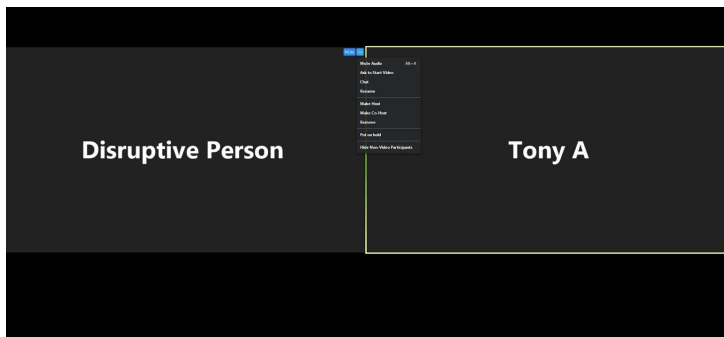 Mute
Mute Audio Alt+A
Ask to Start Video
Chat
Rename
Make Host
Make Co-Host
Remove
Put on hold
Hide Non-Video Participants
Disruptive Person
Tony A